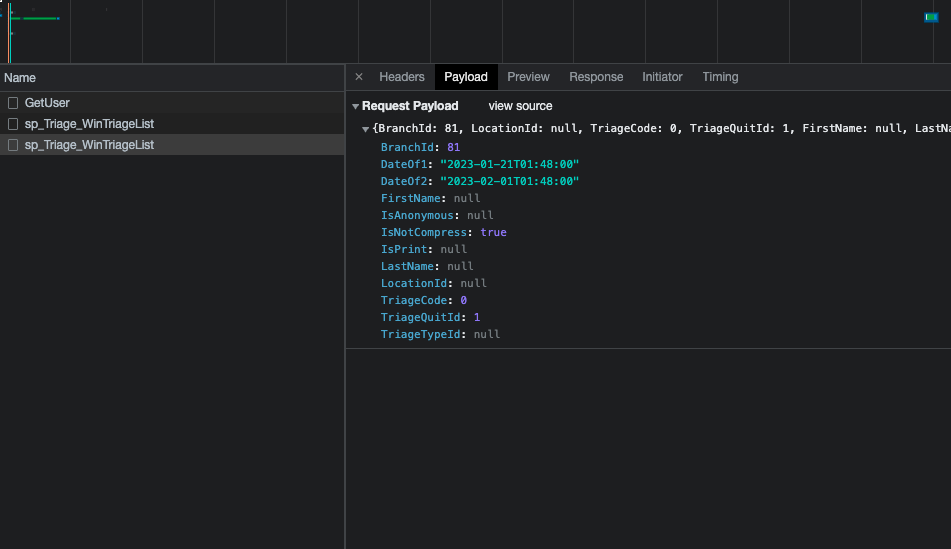 Name
× Headers Payload Preview Response Initiator Timing
GetUser
sp_Triage_WinTriageList
sp_Triage_WinTriageList
Request Payload view source
{BranchId: 81, LocationId: null, TriageCode: 0, TriageQuitId: 1, FirstName: null, LastNa
BranchId: 81
DateOf1: "2023-01-21T01:48:00"
DateOf2: "2023-02-01T01:48:00"
FirstName: null
IsAnonymous: null
IsNotCompress: true
IsPrint: null
LastName: null
LocationId: null
TriageCode: 0
TriageQuitId: 1
TriageTypeId: null